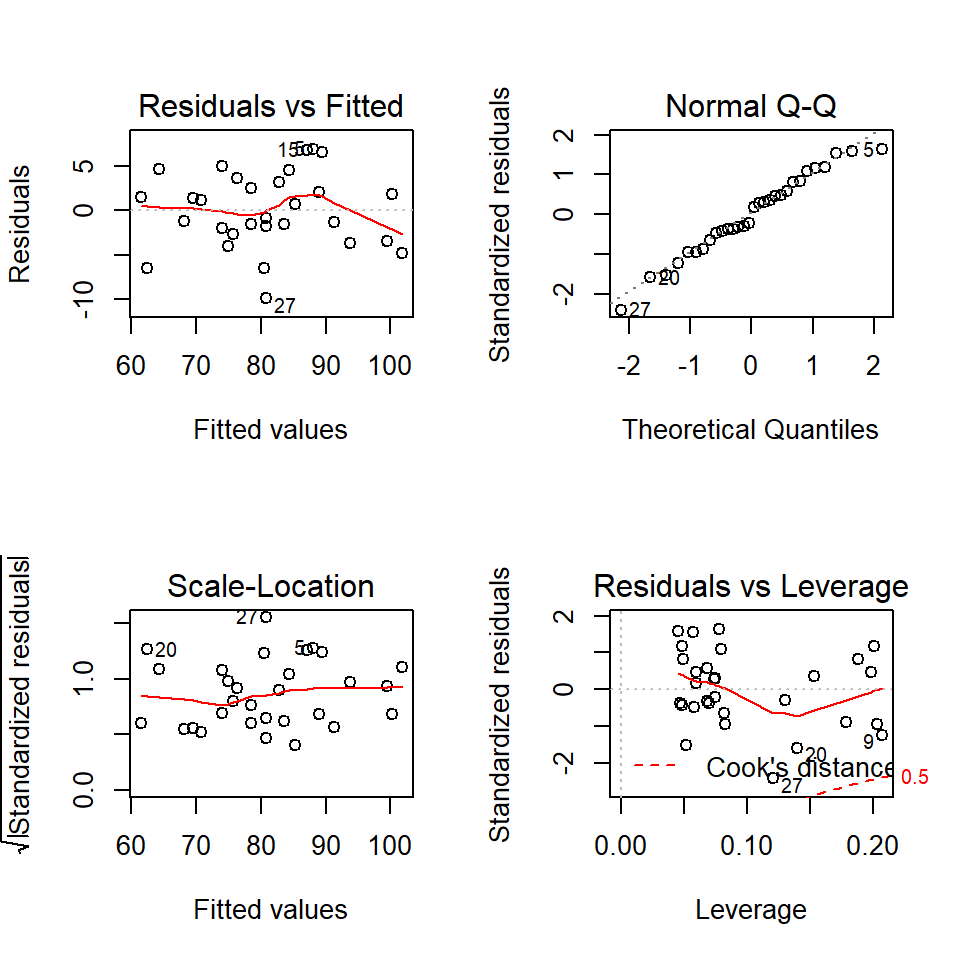 Residuals vs Fitted
Residuals
-10
0
5
15
5
27
60 70 80 90 100
Fitted values
Normal Q-Q
Standardized residuals
-2
0
1
2
5
20
27
-2 -1 0 1 2
Theoretical Quantiles
Scale-Location
√|Standardized residuals|
0.0
1.0
27
20
5
60 70 80 90 100
Fitted values
Residuals vs Leverage
Standardized residuals
-2
0
2
9
20
Cook's distance
0.5
27
0.00 0.10 0.20
Leverage